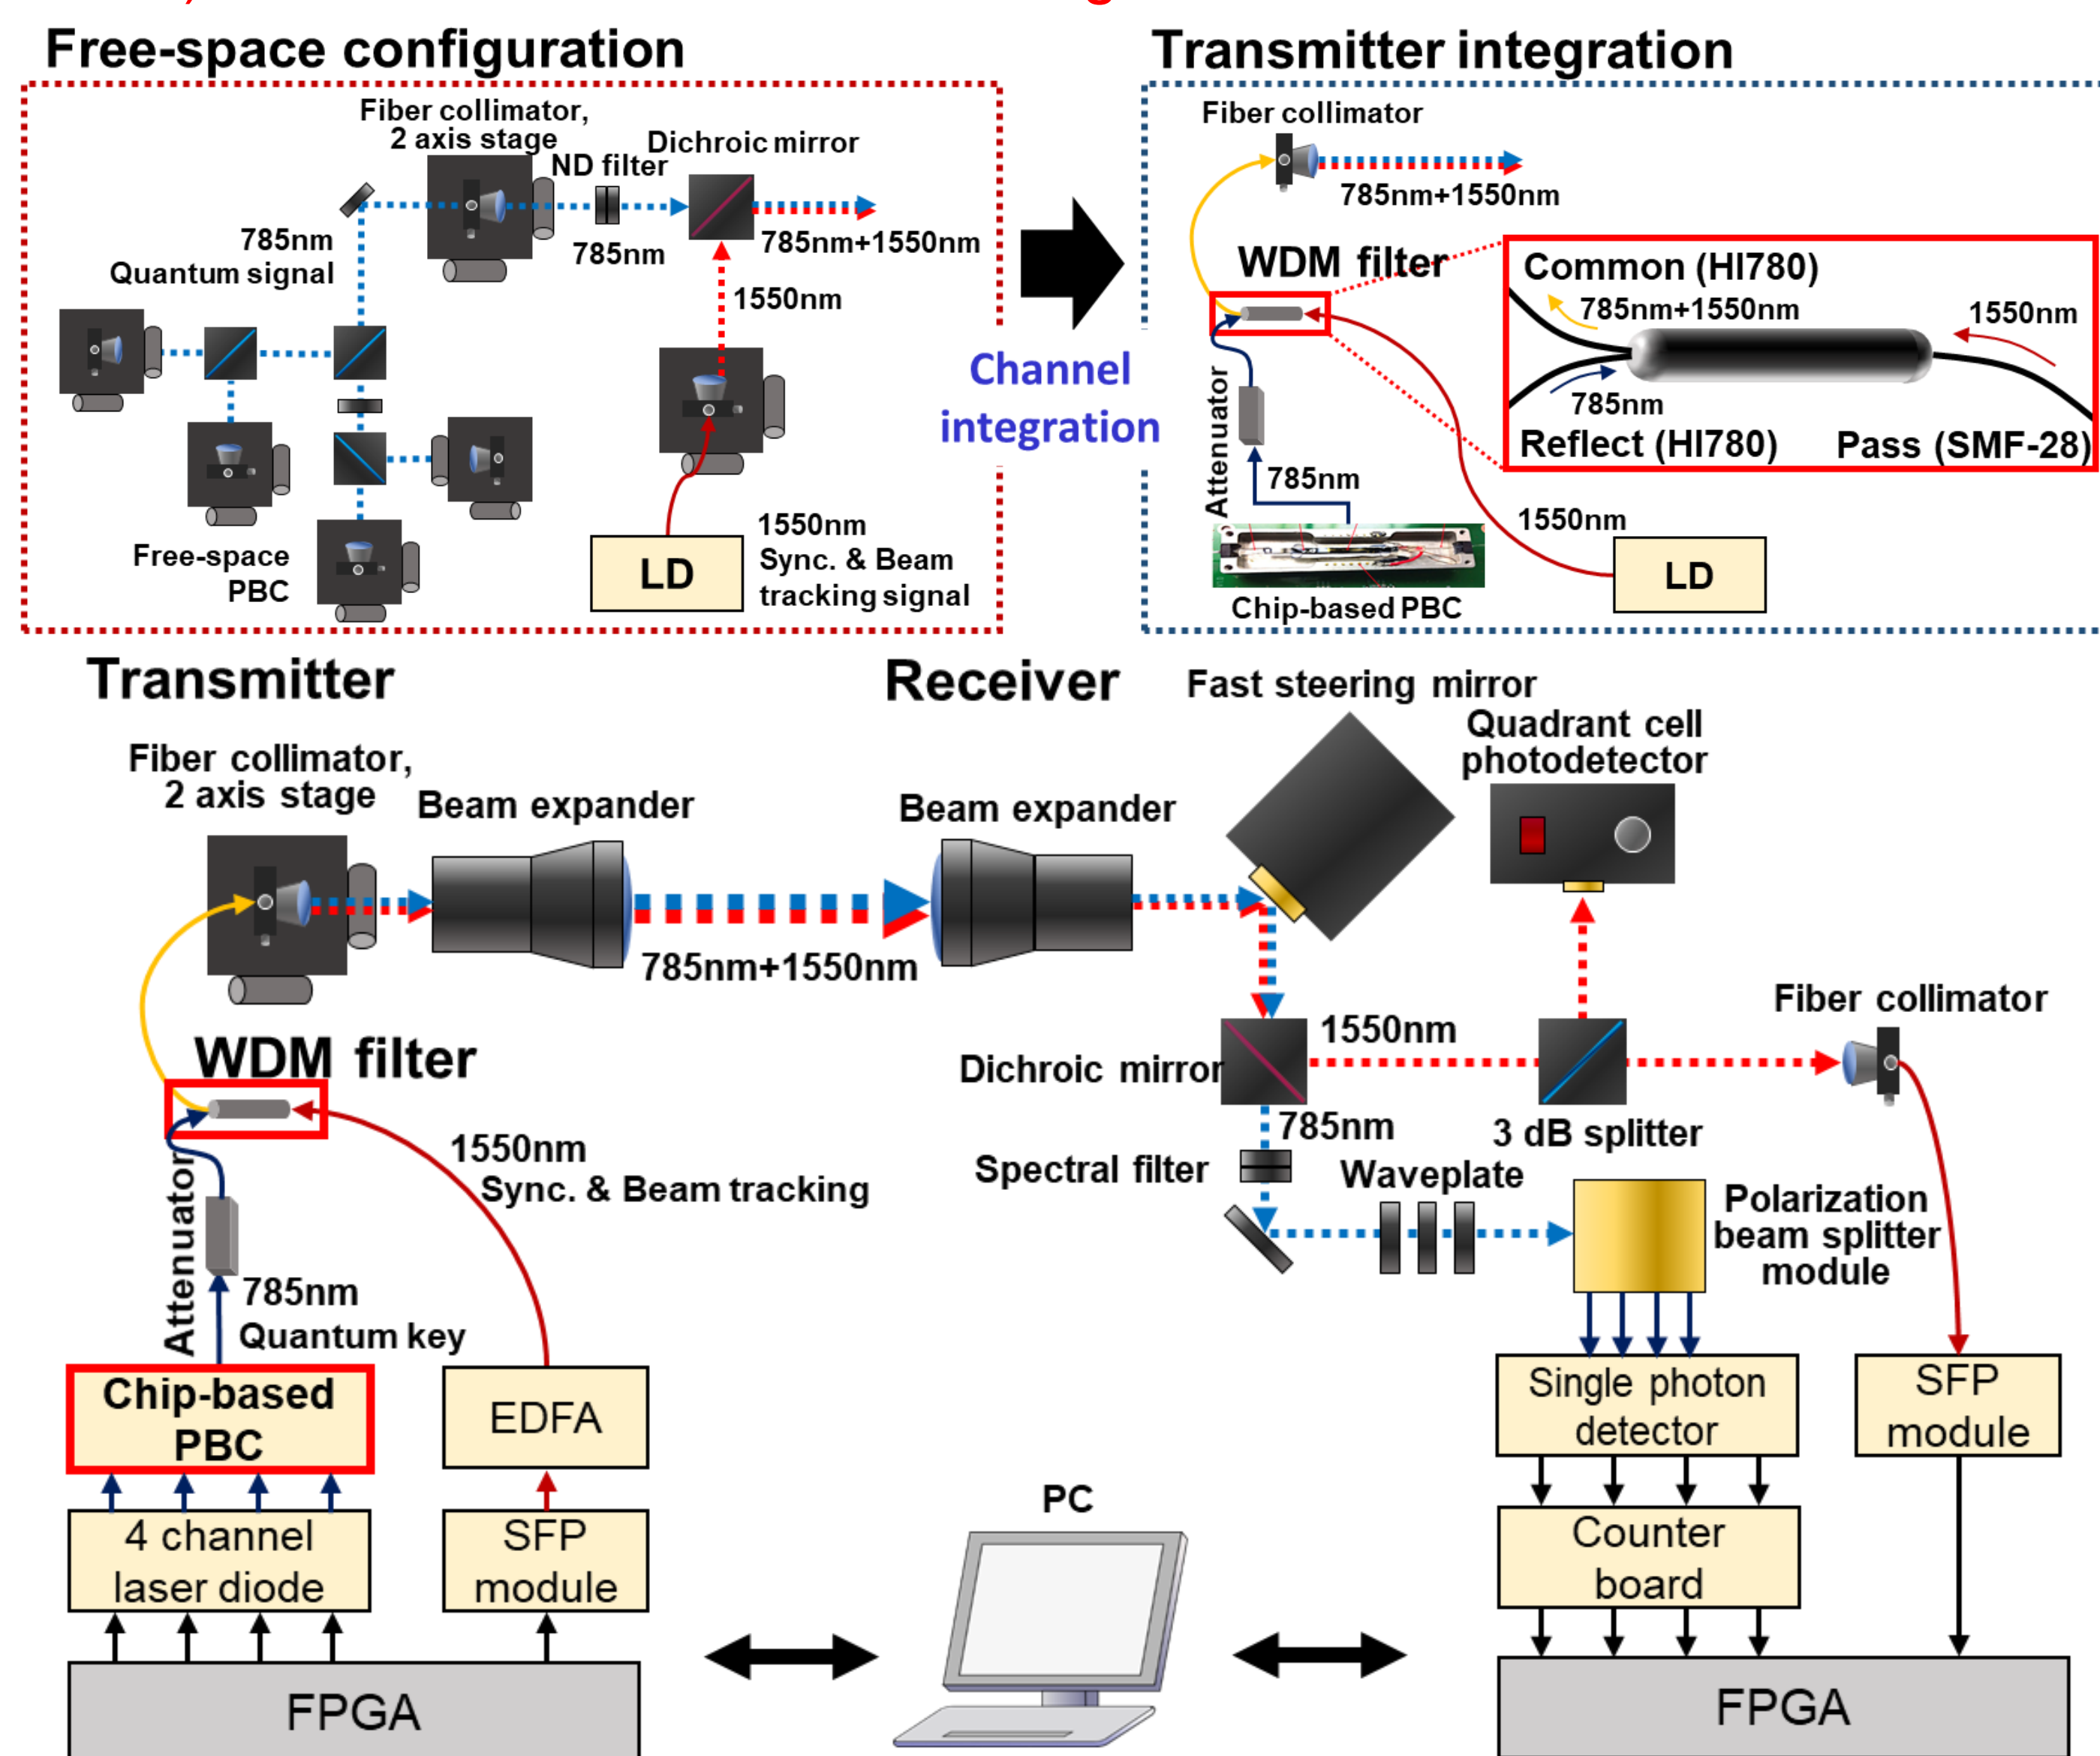 Free-space configuration
Fiber collimator,
2 axis stage
Dichroic mirror
ND filter
785nm
Quantum signal
785nm
785nm+1550nm
1550nm
Free-space
PBC
LD
1550nm
Sync. & Beam
tracking signal
Channel
integration
Transmitter integration
Fiber collimator
785nm+1550nm
WDM filter
Common (HI780)
785nm+1550nm
1550nm
785nm
Reflect (HI780)
Pass (SMF-28)
Attenuator
785nm
1550nm
LD
Chip-based PBC
Transmitter
Fiber collimator,
2 axis stage
Beam expander
785nm+1550nm
WDM filter
1550nm
Sync. & Beam tracking
Attenuator
785nm
Quantum key
Chip-based
PBC
EDFA
4 channel
laser diode
SFP
module
FPGA
PC
Receiver
Fast steering mirror
Quadrant cell
photodetector
Beam expander
Fiber collimator
1550nm
Dichroic mirror
3 dB splitter
785nm
Spectral filter
Waveplate
Polarization
beam splitter
module
Single photon
detector
SFP
module
Counter
board
FPGA